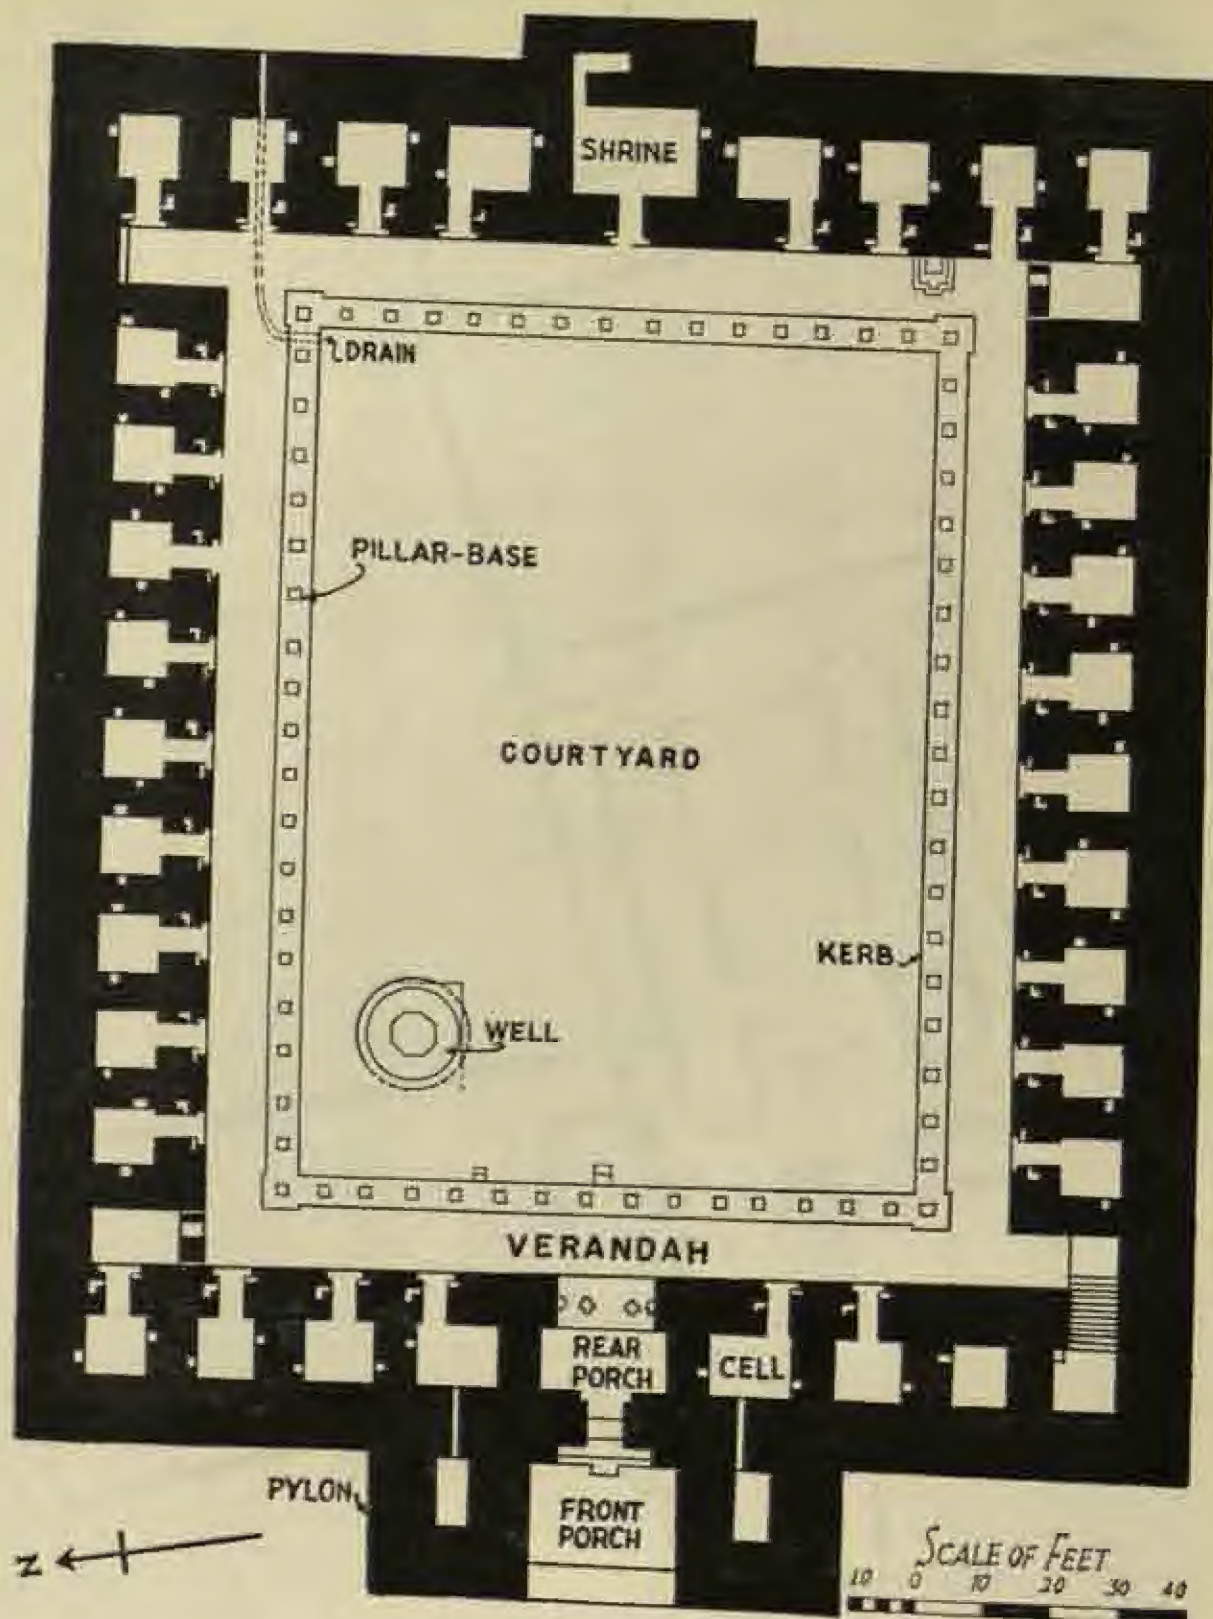 SHRINE
DRAIN
PILLAR-BASE
COURTYARD
KERB
WELL
VERANDAH
REAR
PORCH
CELL
PYLON
FRONT
PORCH
N
SCALE OF FEET
10 0 10 20 30 40